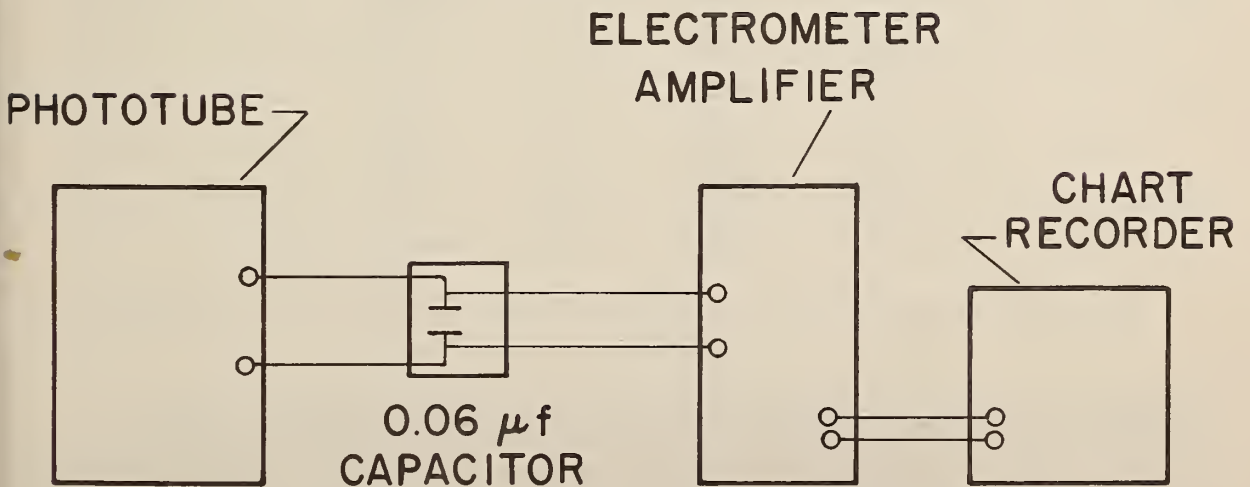 ELECTROMETER
AMPLIFIER
PHOTOTUBE
CHART
RECORDER
0.06 μf
CAPACITOR